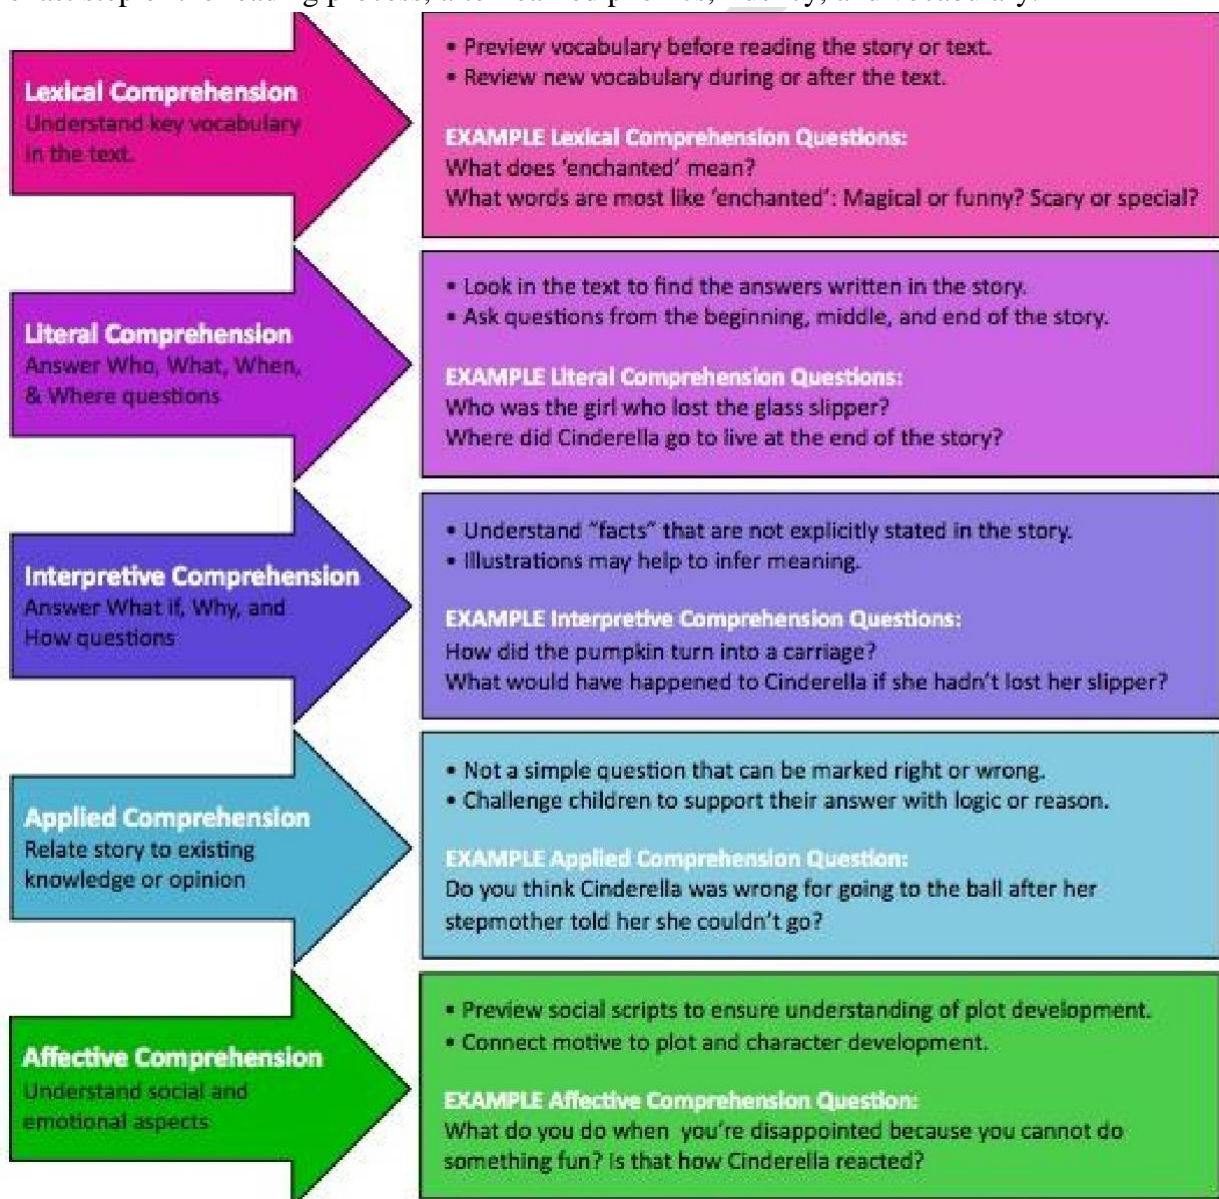 Lexical Comprehension
Understand key vocabulary
in the text.
• Preview vocabulary before reading the story or text.
• Review new vocabulary during or after the text.
EXAMPLE Lexical Comprehension Questions:
What does ‘enchanted’ mean?
What words are most like ‘enchanted’: Magical or funny? Scary or special?
Literal Comprehension
Answer Who, What, When,
& Where questions
• Look in the text to find the answers written in the story.
• Ask questions from the beginning, middle, and end of the story.
EXAMPLE Literal Comprehension Questions:
Who was the girl who lost the glass slipper?
Where did Cinderella go to live at the end of the story?
Interpretive Comprehension
Answer What if, Why, and
How questions
• Understand “facts” that are not explicitly stated in the story.
• Illustrations may help to infer meaning.
EXAMPLE Interpretive Comprehension Questions:
How did the pumpkin turn into a carriage?
What would have happened to Cinderella if she hadn’t lost her slipper?
Applied Comprehension
Relate story to existing
knowledge or opinion
• Not a simple question that can be marked right or wrong.
• Challenge children to support their answer with logic or reason.
EXAMPLE Applied Comprehension Question:
Do you think Cinderella was wrong for going to the ball after her
stepmother told her she couldn’t go?
Affective Comprehension
Understand social and
emotional aspects
• Preview social scripts to ensure understanding of plot development.
• Connect motive to plot and character development.
EXAMPLE Affective Comprehension Question:
What do you do when you’re disappointed because you cannot do
something fun? Is that how Cinderella reacted?